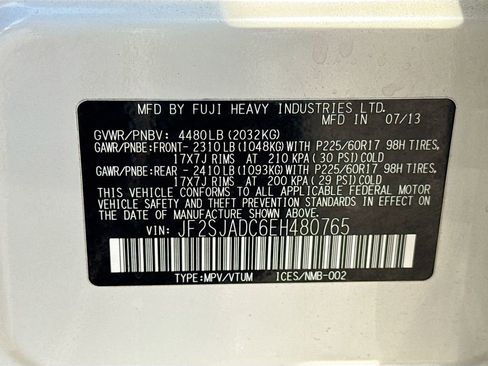 MFD BY FUJI HEAVY INDUSTRIES LTD.
MFD IN 07/13
GVWR/PNBV: 4480LB (2032KG)
GAWR/PNBE:FRONT- 2310LB (1048KG) WITH P225/60R17 98H TIRES,
17X7J RIMS AT 210 KPA ( 30 PSI) COLD
GAWR/PNBE:REAR - 2410LB (1093KG) WITH P225/60R17 98H TIRES,
17X7J RIMS AT 200 KPA ( 29 PSI) COLD
THIS VEHICLE CONFORMS TO ALL APPLICABLE FEDERAL MOTOR
VEHICLE SAFETY AND BUMPER STANDARDS IN EFFECT ON
THE DATE OF MANUFACTURE SHOWN ABOVE.
VIN: JF2SJADC6EH480765
TYPE:MPV/VTUM ICES/NMB-002